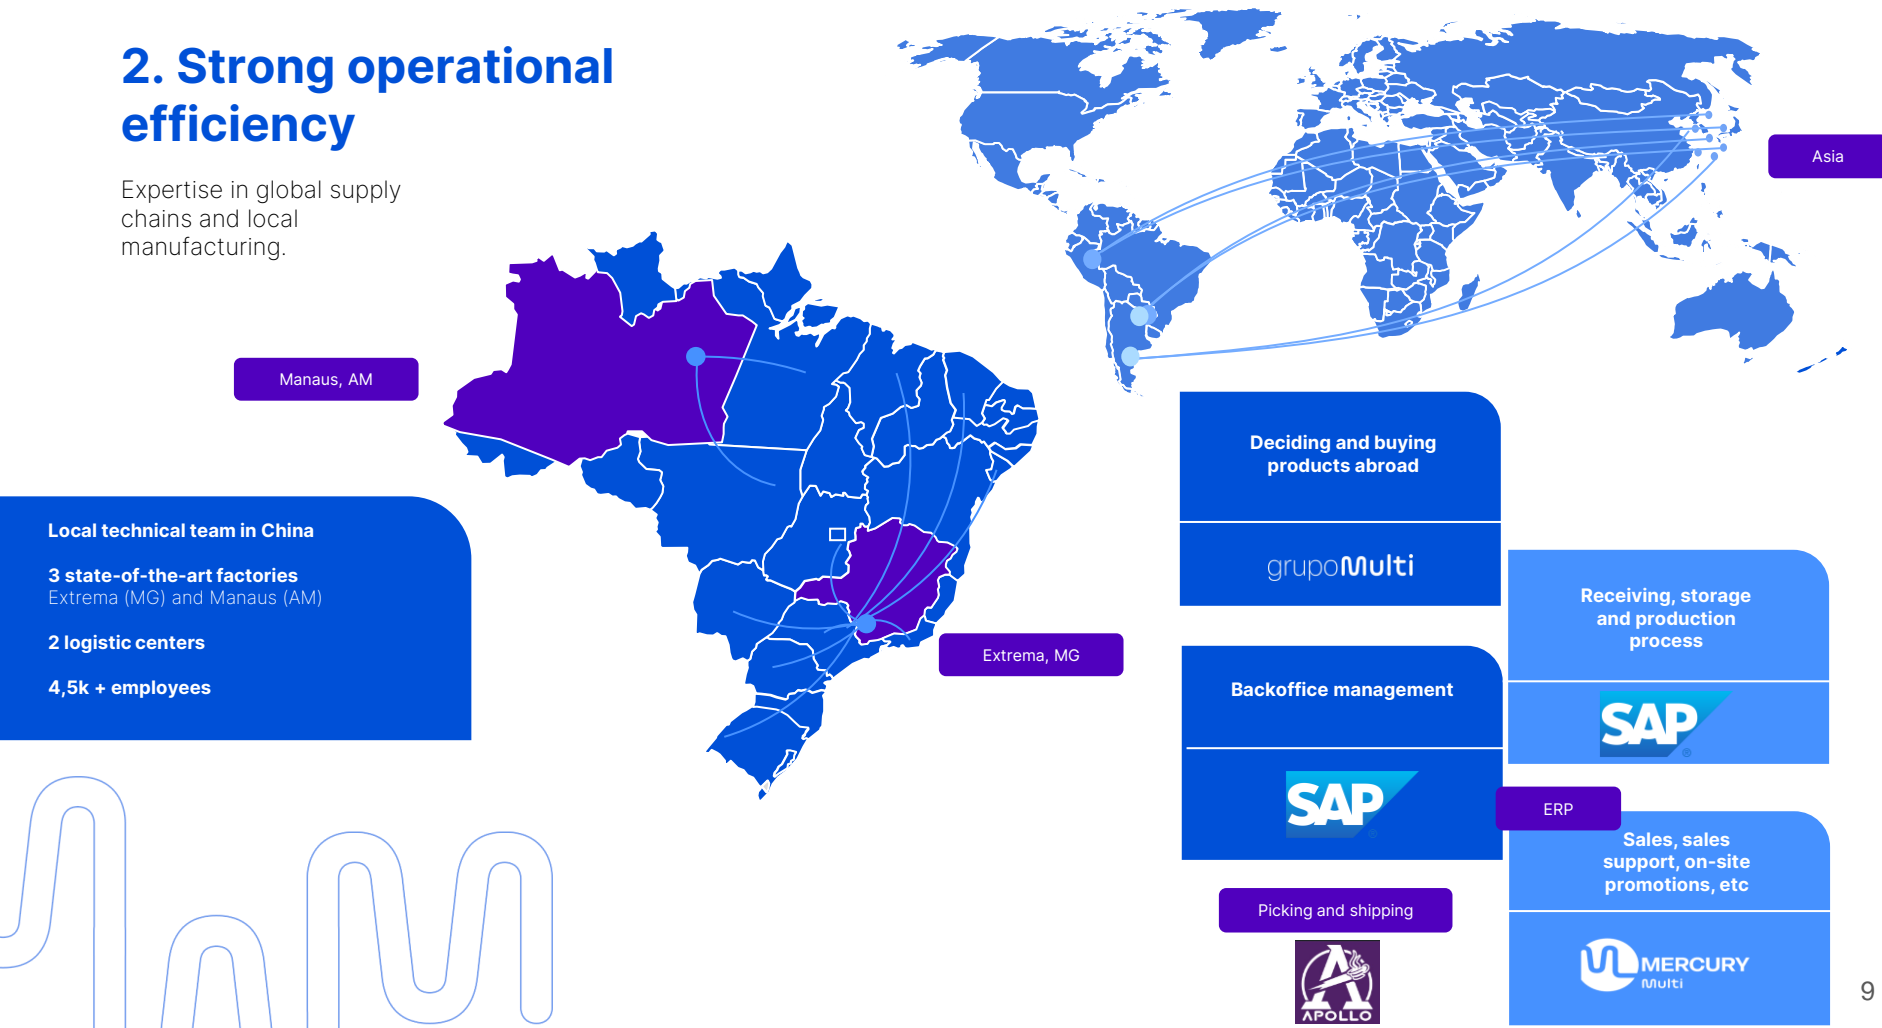 2. Strong operational
efficiency
Expertise in global supply
chains and local
manufacturing.
Asia
Manaus, AM
Local technical team in China
3 state-of-the-art factories
Extrema (MG) and Manaus (AM)
2 logistic centers
4,5k + employees
Extrema, MG
Deciding and buying
products abroad
grupoMulti
Receiving, storage
and production
process
SAP®
Backoffice management
SAP®
ERP
Sales, sales
support, on-site
promotions, etc
MERCURY
Multi
Picking and shipping
APOLLO
9